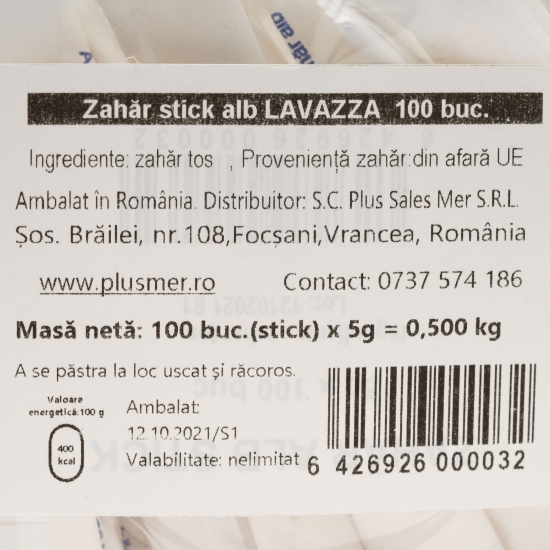 Zahăr stick alb LAVAZZA 100 buc.
Ingrediente: zahăr tos , Proveniență zahăr:din afară UE
Ambalat în România. Distribuitor: S.C. Plus Sales Mer S.R.L.
Șos. Brăilei, nr.108,Focșani,Vrancea, România
www.plusmer.ro Contact: 0737 574 186
Masă netă: 100 buc.(stick) x 5g = 0,500 kg
A se păstra la loc uscat și răcoros.
Valoare
energetică:100 g
400
kcal
Ambalat:
12.10.2021/S1
Valabilitate: nelimitat
6 426926 000032